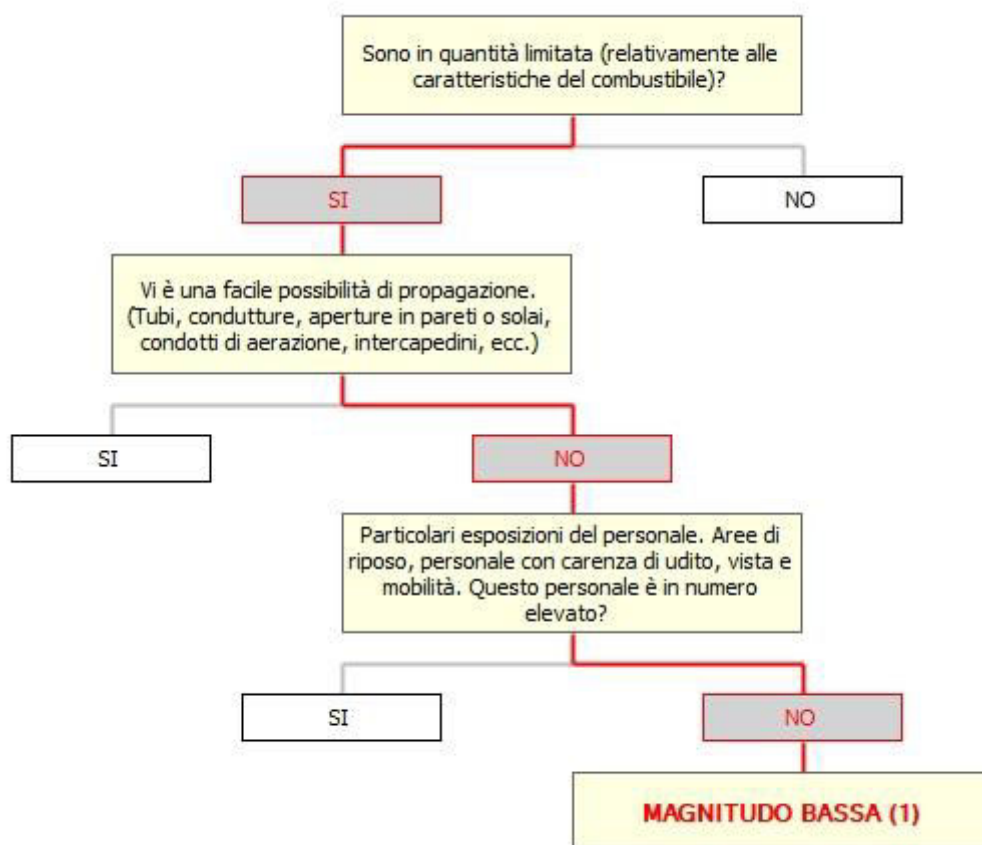 Sono in quantità limitata (relativamente alle
caratteristiche del combustibile)?
SI
NO
Vi è una facile possibilità di propagazione.
(Tubi, condutture, aperture in pareti o solai,
condotti di aerazione, intercapedini, ecc.)
SI
NO
Particolari esposizioni del personale. Aree di
riposo, personale con carenza di udito, vista e
mobilità. Questo personale è in numero
elevato?
SI
NO
MAGNITUDO BASSA (1)